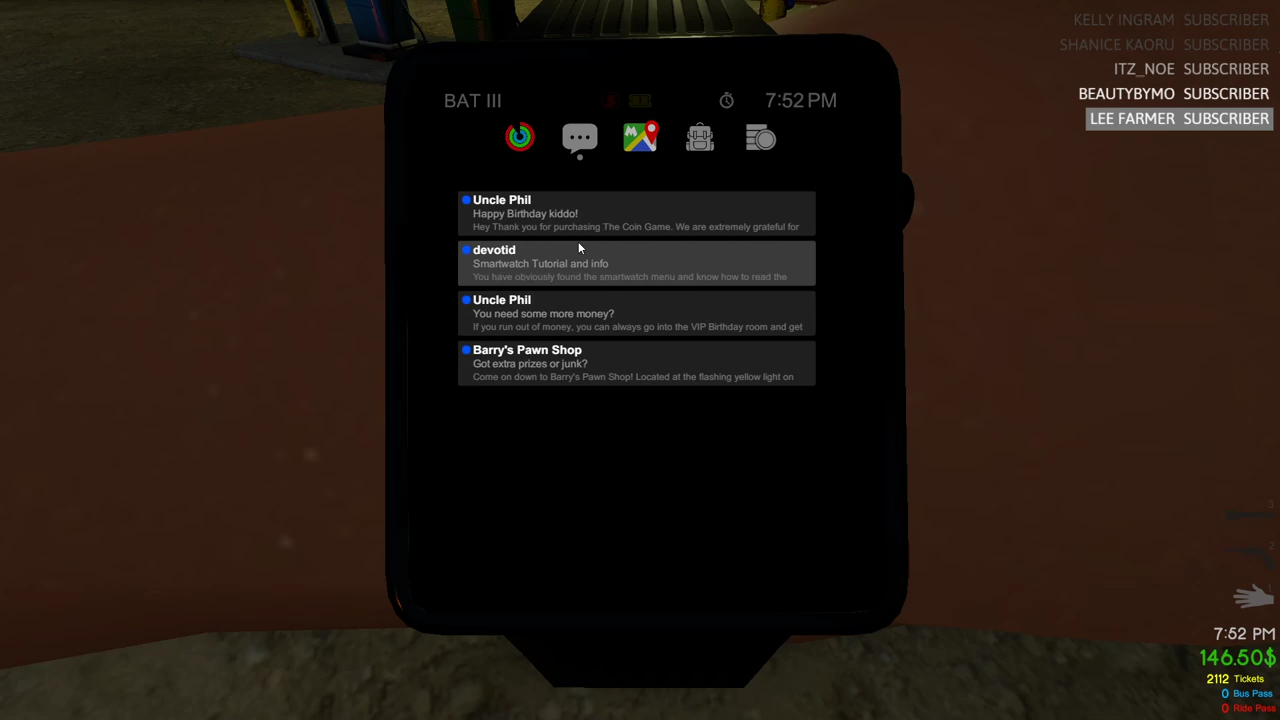 KELLY INGRAM SUBSCRIBER
SHANICE KAORU SUBSCRIBER
ITZ_NOE SUBSCRIBER
BEAUTYBYMO SUBSCRIBER
LEE FARMER SUBSCRIBER
BAT III 7:52 PM
Uncle Phil
Happy Birthday kiddo!
Hey Thank you for purchasing The Coin Game. We are extremely grateful for
devotid
Smartwatch Tutorial and info
You have obviously found the smartwatch menu and know how to read the
Uncle Phil
You need some more money?
If you run out of money, you can always go into the VIP Birthday room and get
Barry's Pawn Shop
Got extra prizes or junk?
Come on down to Barry's Pawn Shop! Located at the flashing yellow light on
3
2
7:52 PM
146.50$
2112 Tickets
0 Bus Pass
0 Ride Pass